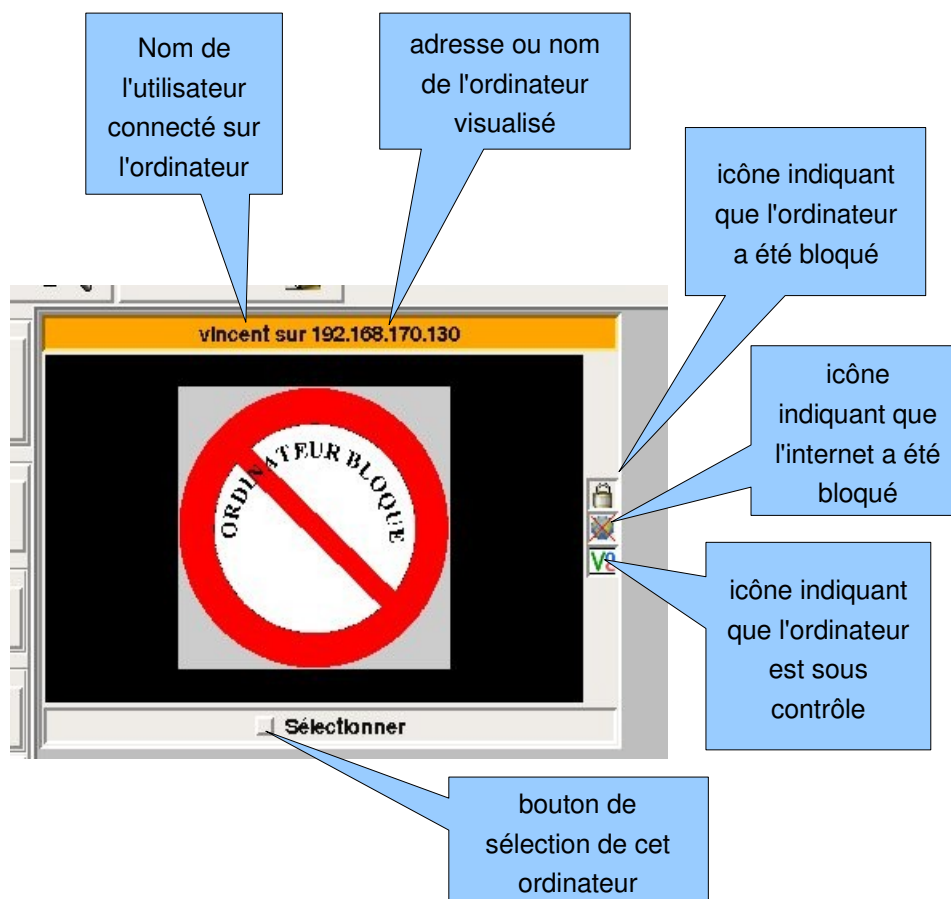 Nom de
l'utilisateur
connecté sur
l'ordinateur
adresse ou nom
de l'ordinateur
visualisé
icône indiquant
que l'ordinateur
a été bloqué
vincent sur 192.168.170.130
ORDINATEUR BLOQUE
icône
indiquant que
l'internet a été
bloqué
icône indiquant
que l'ordinateur
est sous
contrôle
Sélectionner
bouton de
sélection de cet
ordinateur